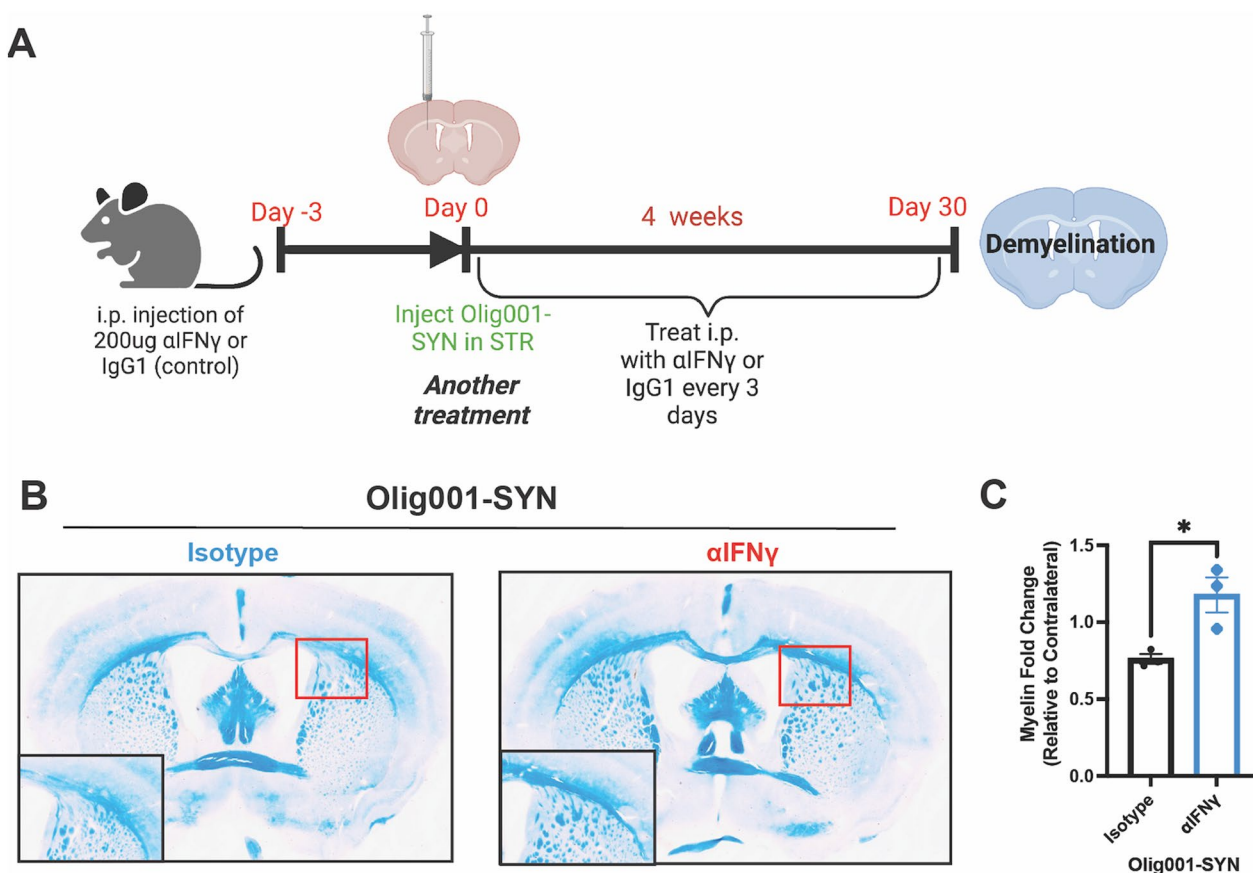 A
Day -3
Day 0
4 weeks
Day 30
Demyelination
i.p. injection of
200ug αIFNγ or
IgG1 (control)
Inject Olig001-
SYN in STR
Another
treatment
Treat i.p.
with αIFNγ or
IgG1 every 3
days
B
Olig001-SYN
Isotype
αIFNγ
C
Myelin Fold Change
(Relative to Contralateral)
1.5
1.0
0.5
0.0
*
Isotype
αIFNγ
Olig001-SYN